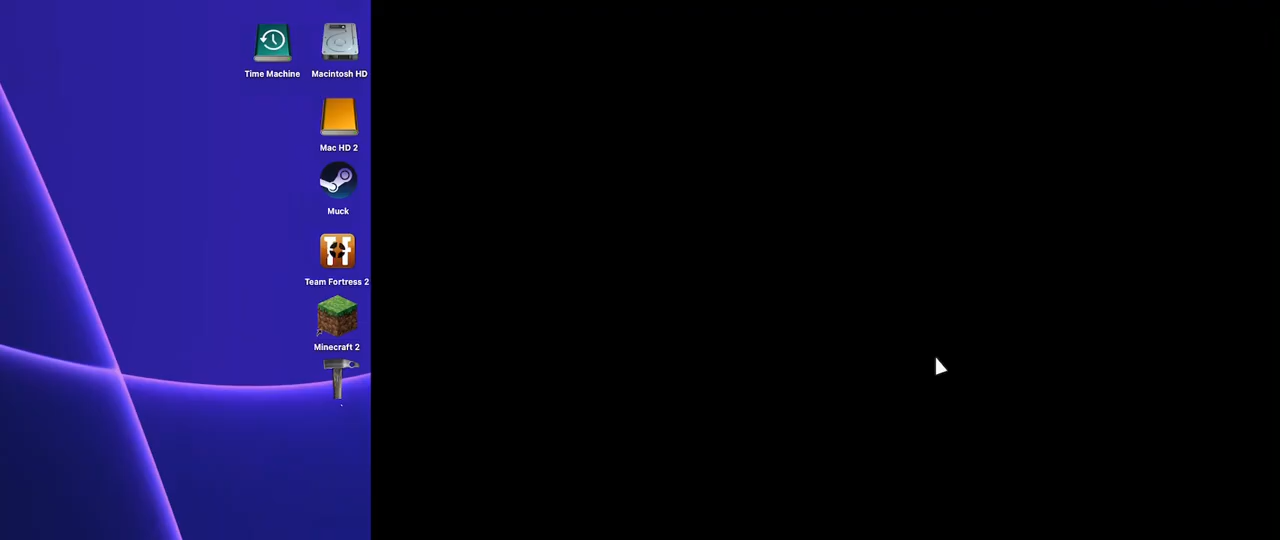 Time Machine Macintosh HD
Mac HD 2
Muck
Team Fortress 2
Minecraft 2
.